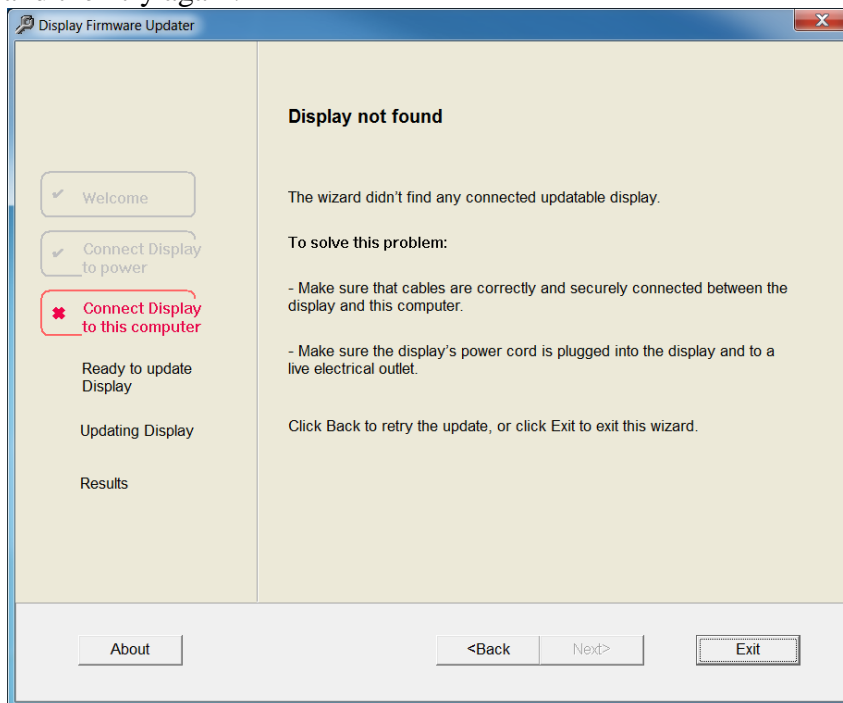 Display Firmware Updater
Display not found
Welcome
Connect Display
to power
Connect Display
to this computer
Ready to update
Display
Updating Display
Results
The wizard didn't find any connected updatable display.
To solve this problem:
- Make sure that cables are correctly and securely connected between the
display and this computer.
- Make sure the display's power cord is plugged into the display and to a
live electrical outlet.
Click Back to retry the update, or click Exit to exit this wizard.
About
<Back
Next>
Exit